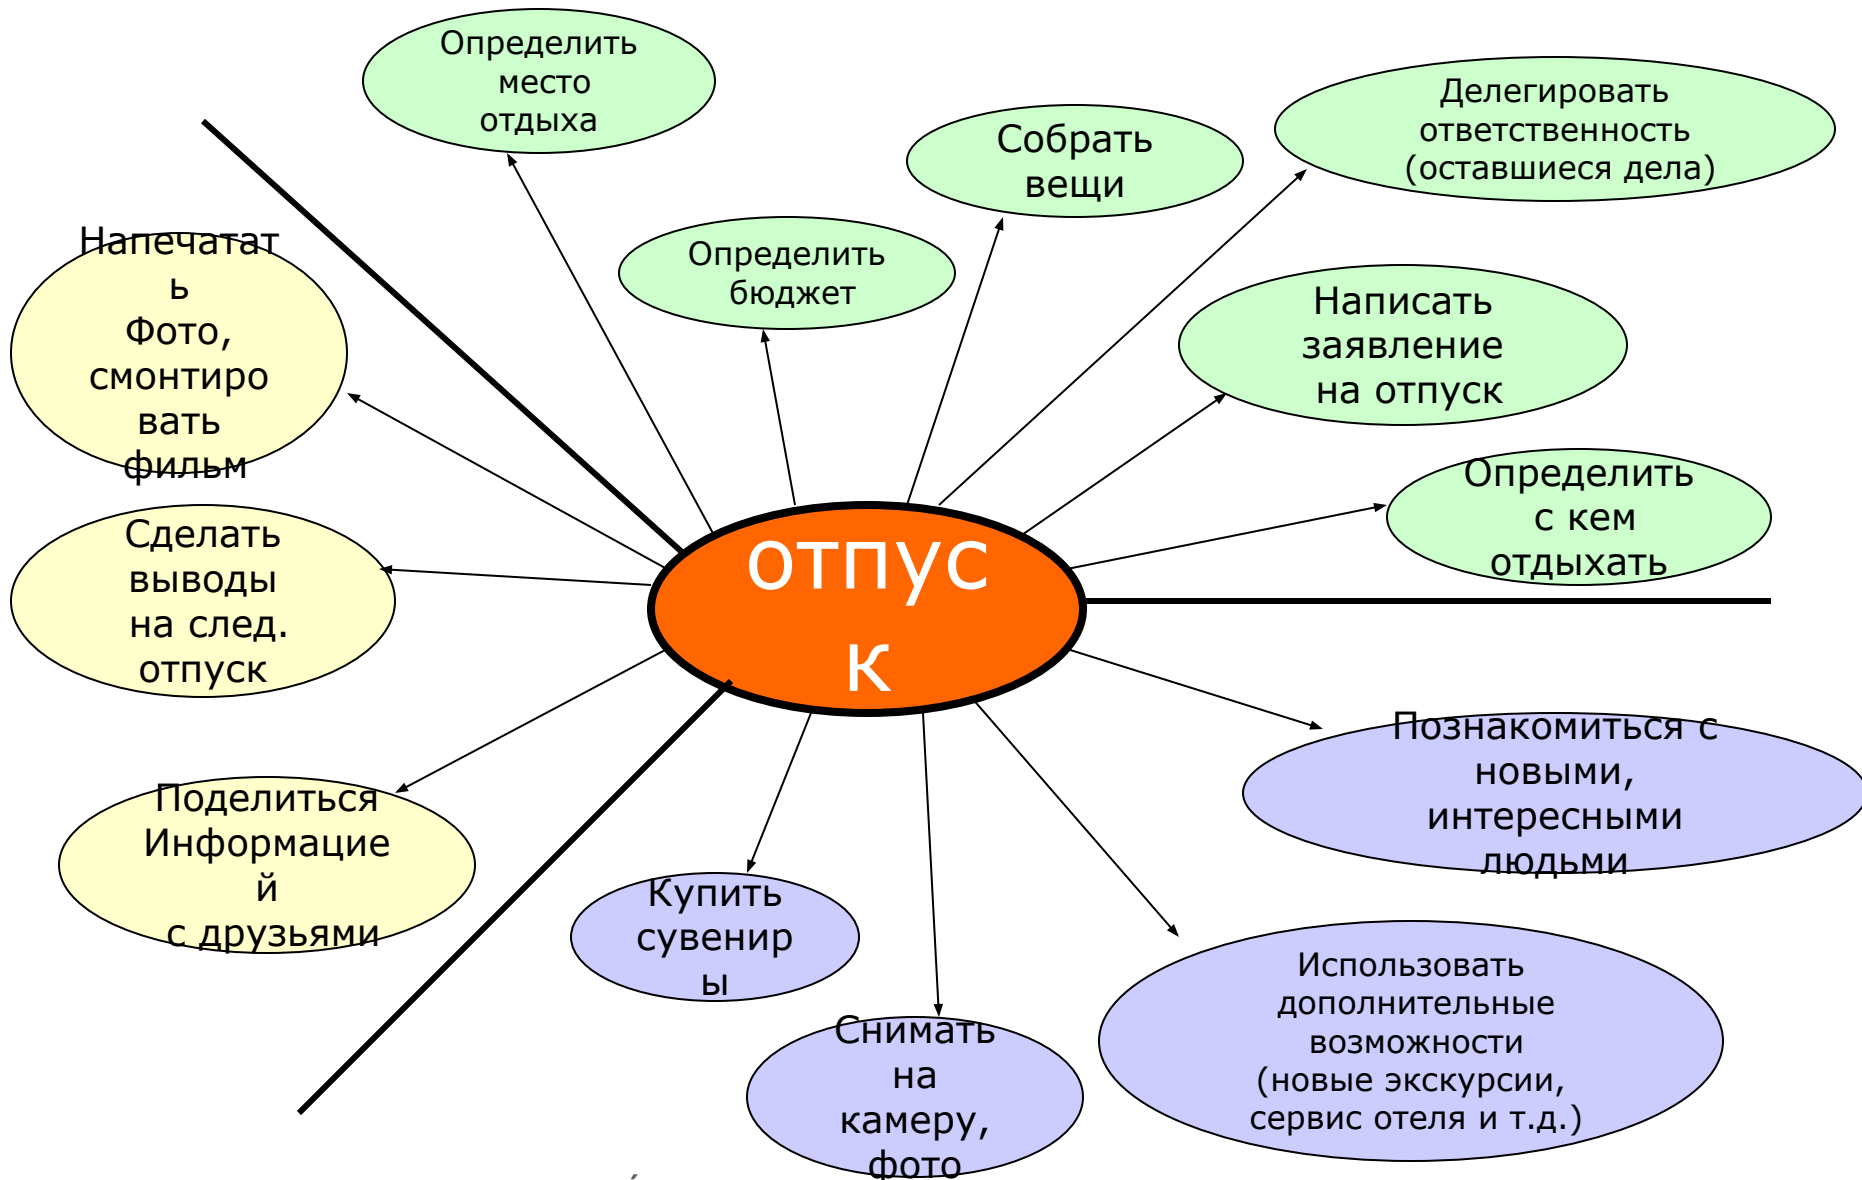 Определить
место
отдыха
Собрать
вещи
Делегировать
ответственность
(оставшиеся дела)
Определить
бюджет
Написать
заявление
на отпуск
Определить
с кем
отдыхать
Напечатат
ь
Фото,
смонтиро
вать
фильм
Сделать
выводы
на след.
отпуск
отпус
к
Поделиться
Информацие
й
с друзьями
Купить
сувенир
ы
Снимать
на
камеру,
фото
Познакомиться с
новыми,
интересными
людьми
Использовать
дополнительные
возможности
(новые экскурсии,
сервис отеля и т.д.)